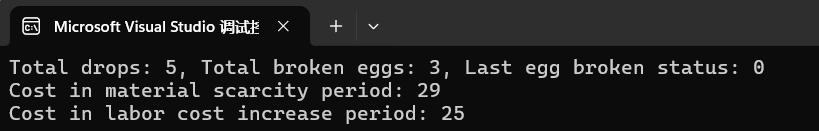 Microsoft Visual Studio 调试
Total drops: 5, Total broken eggs: 3, Last egg broken status: 0
Cost in material scarcity period: 29
Cost in labor cost increase period: 25